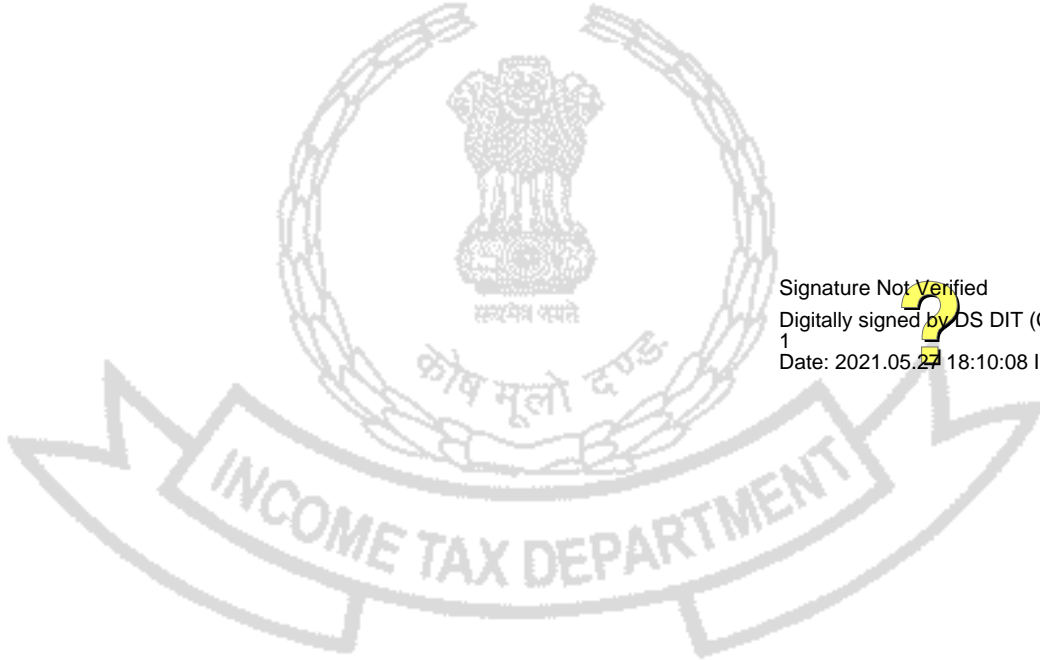 सत्यमेव जयते
Signature Not Verified
Digitally signed by DS DIT (
1
Date: 2021.05.27 18:10:08 I
कोष मूलो दण्ड
INCOME TAX DEPARTMENT